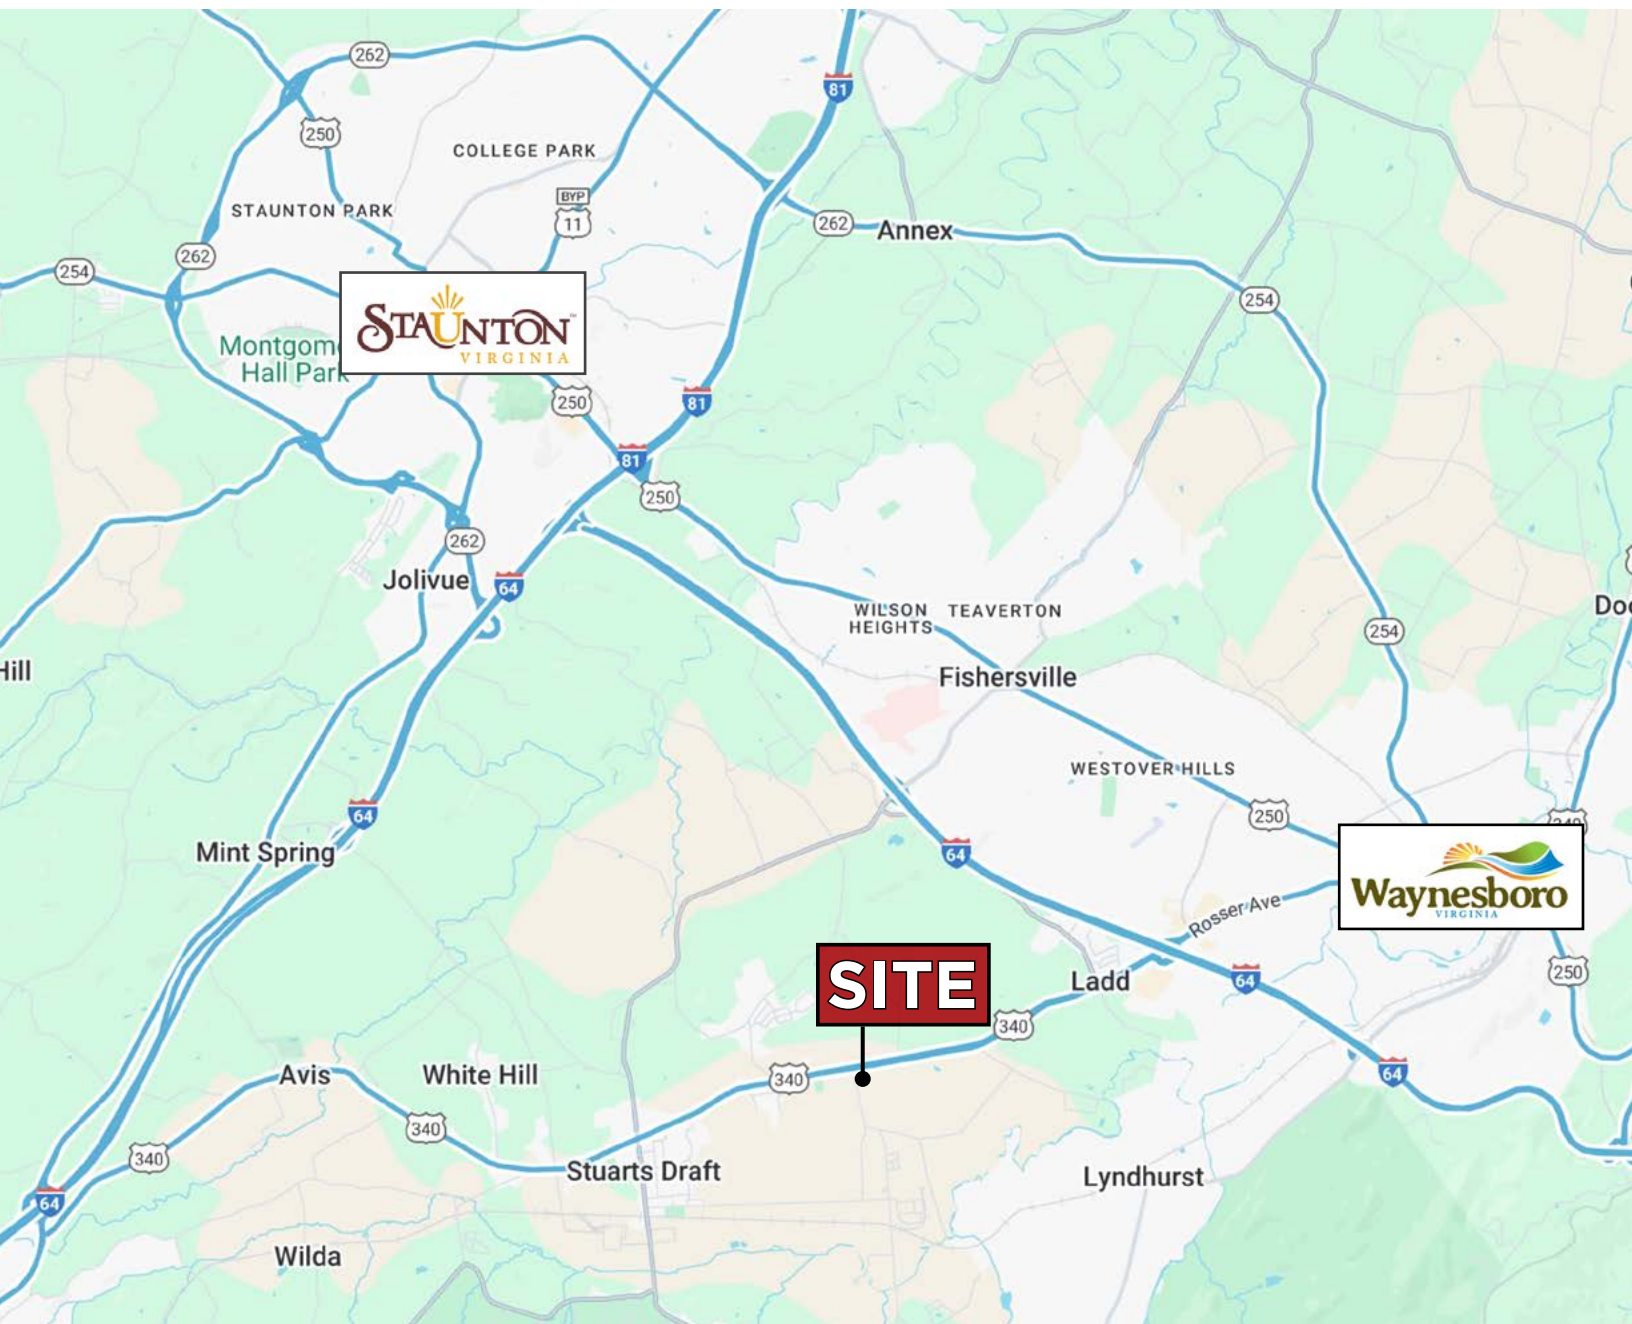 262
81
250
COLLEGE PARK
BYP
11
STAUNTON PARK
262
Annex
262
254
254
STAUNTON
VIRGINIA
Montgom
Hall Park
250
81
81
250
262
Jolivue
64
WILSON
HEIGHTS
TEAVERTON
254
Doo
Hill
Fishersville
WESTOVER HILLS
64
250
340
Mint Spring
64
Waynesboro
VIRGINIA
Rosser Ave
SITE
Ladd
64
250
340
Avis
White Hill
340
64
340
340
Stuarts Draft
Lyndhurst
64
Wilda